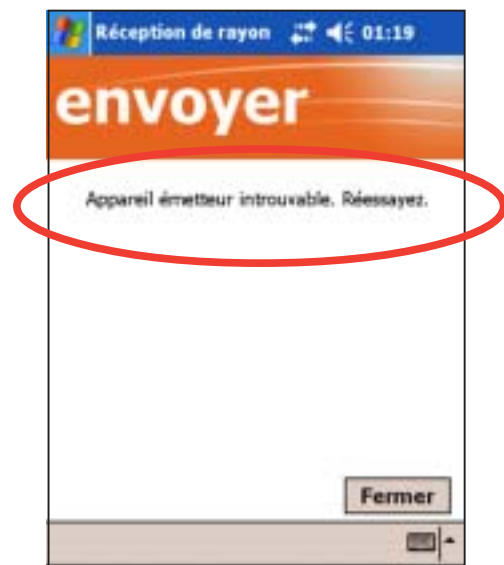 Réception de rayon 01:19
envoyer
Appareil émetteur introuvable. Réessayez.
Fermer